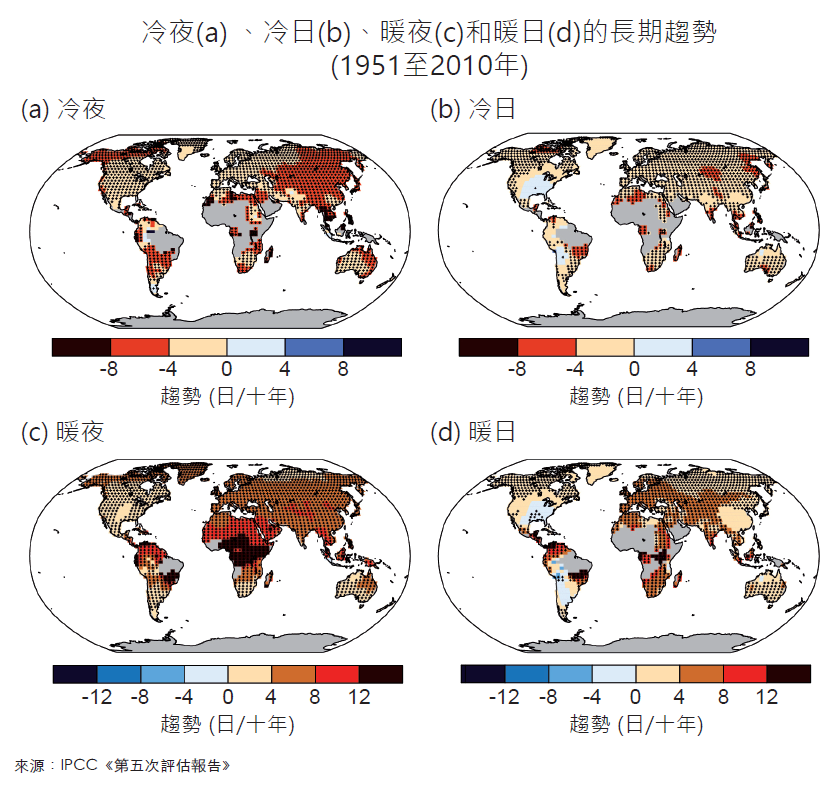 冷夜(a) 、冷日(b)、暖夜(c)和暖日(d)的長期趨勢
(1951至2010年)
(a) 冷夜
(b) 冷日
-8 -4 0 4 8
-8 -4 0 4 8
趨勢 (日/十年)
趨勢 (日/十年)
(c) 暖夜
(d) 暖日
-12 -8 -4 0 4 8 12
-12 -8 -4 0 4 8 12
趨勢 (日/十年)
趨勢 (日/十年)
來源：IPCC《第五次評估報告》